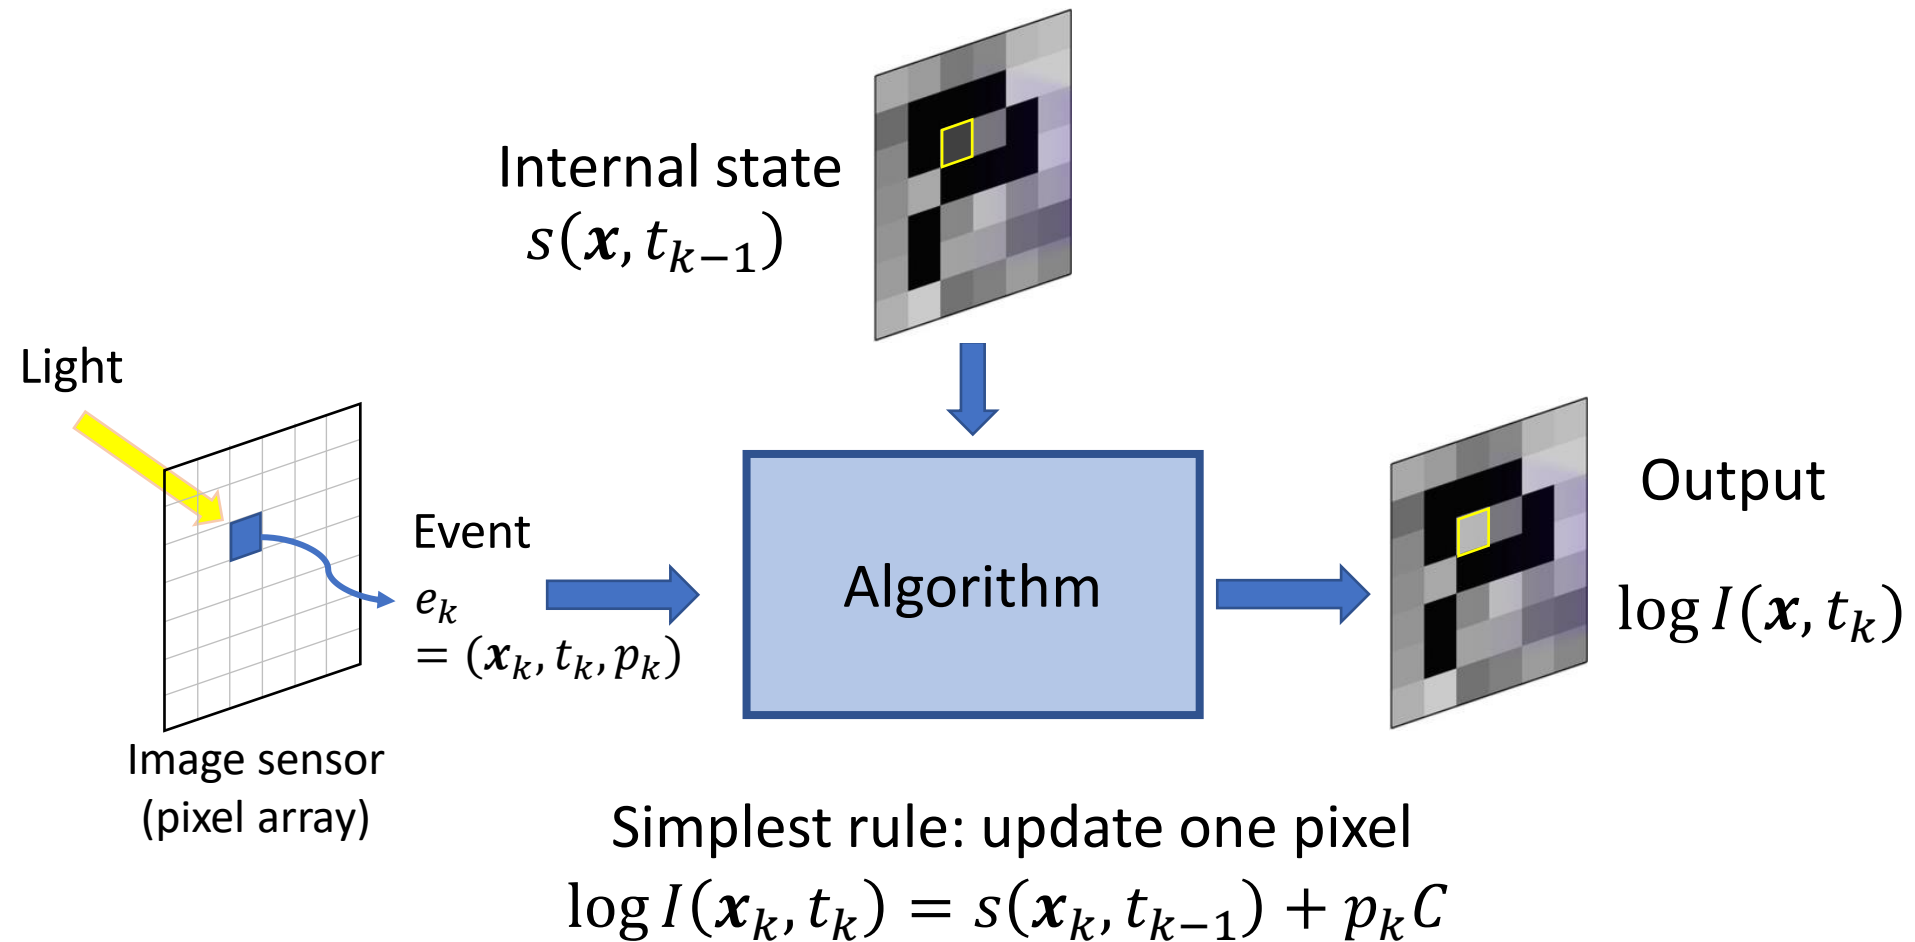 Internal state
s(x, t_{k−1})
Light
Event
e_k
= (x_k, t_k, p_k)
Image sensor
(pixel array)
Algorithm
Output
log I(x, t_k)
Simplest rule: update one pixel
log I(x_k, t_k) = s(x_k, t_{k−1}) + p_k C